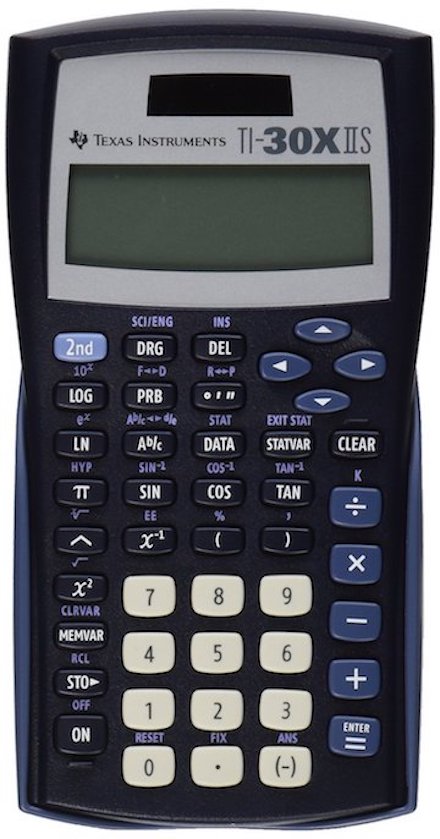 TEXAS INSTRUMENTS TI-30X IIS
SCI/ENG INS
2nd DRG DEL
10ˣ F◄►D R◄►P
LOG PRB ° ' "
eˣ Aᵇ/c◄►d/e STAT EXIT STAT
LN Aᵇ/c DATA STATVAR CLEAR
HYP SIN⁻¹ COS⁻¹ TAN⁻¹ K
π SIN COS TAN ÷
ˣ√ EE % ,
^ x⁻¹ ( ) ×
√
x² 7 8 9
CLRVAR
MEMVAR 4 5 6 −
RCL
STO► +
OFF
ON 1 2 3
RESET FIX ANS ENTER
0 . (−) =